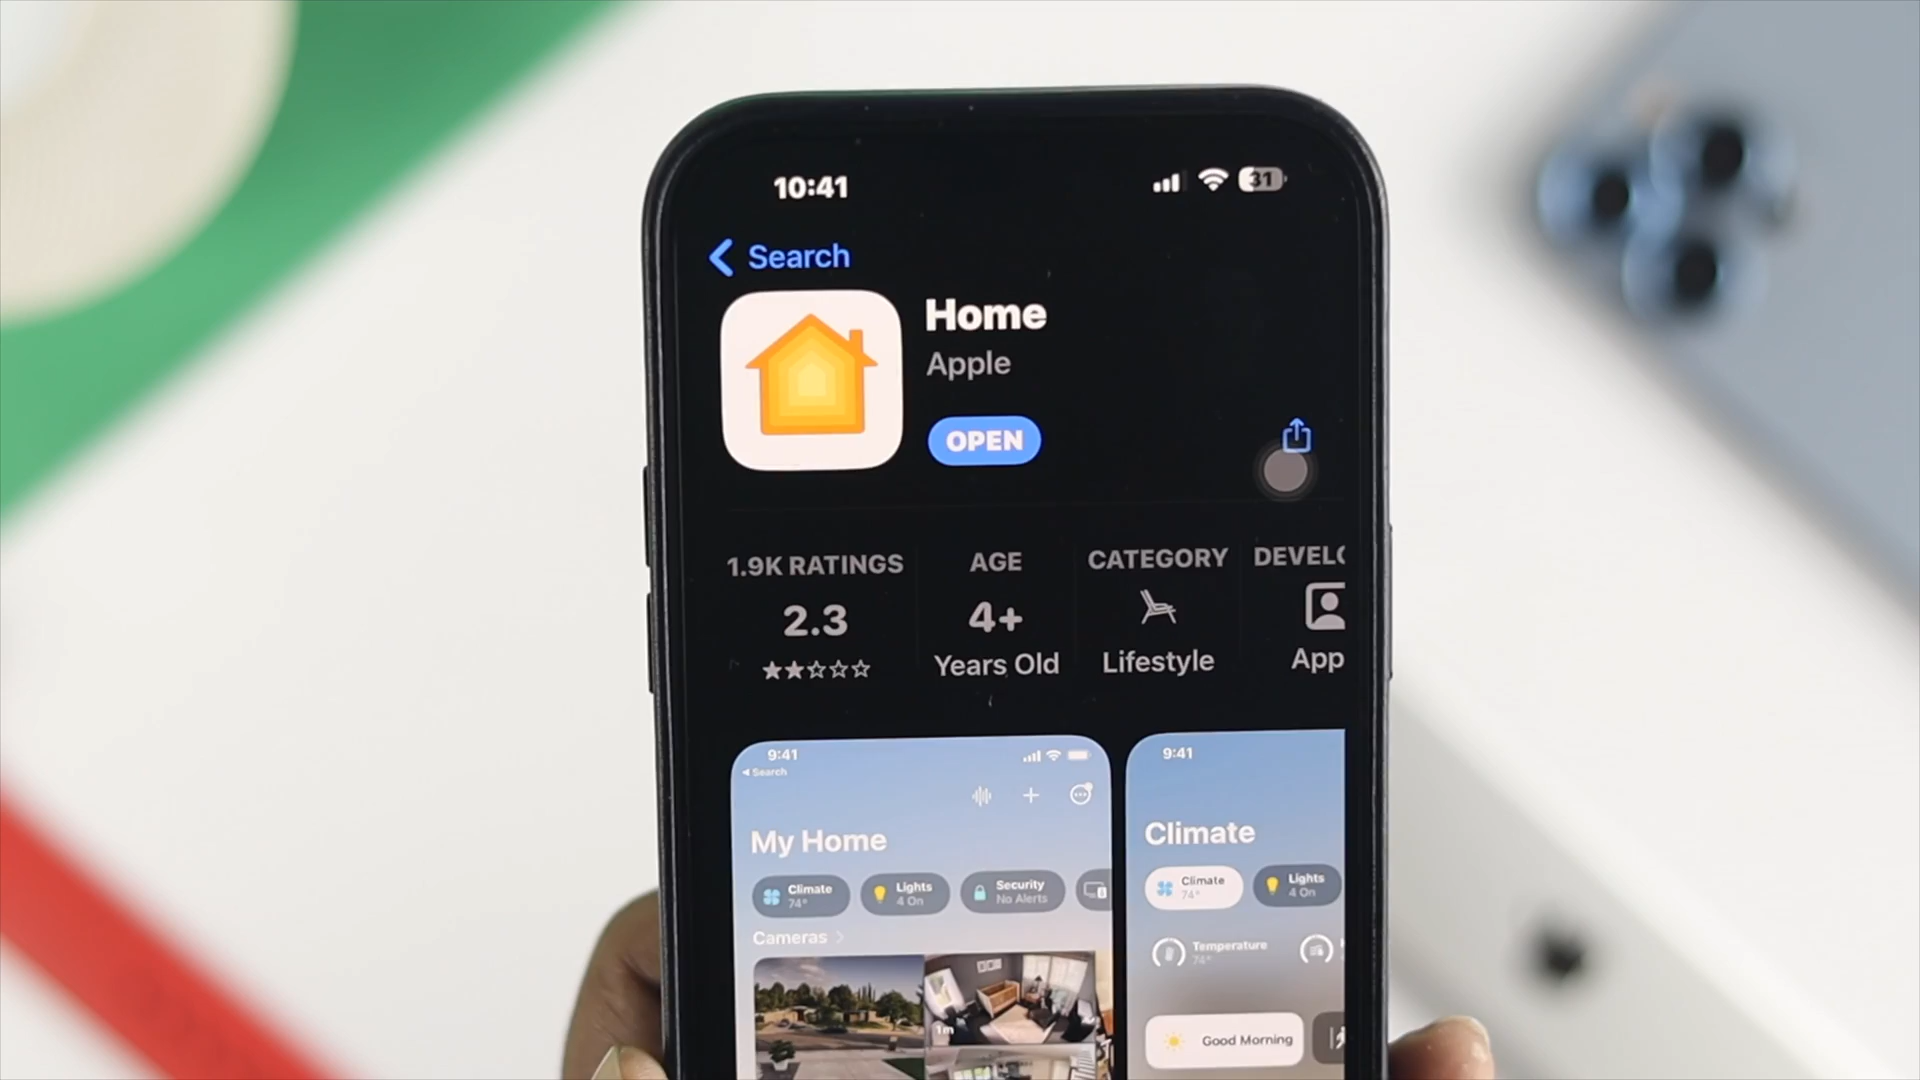 10:41
31
Search
Home
Apple
OPEN
1.9K RATINGS
2.3
AGE
4+
Years Old
CATEGORY
Lifestyle
DEVELO
App
9:41
Search
My Home
Climate
74°
Lights
4 On
Security
No Alerts
Cameras
1m
9:41
Climate
Climate
74°
Lights
4 On
Temperature
74°
Good Morning